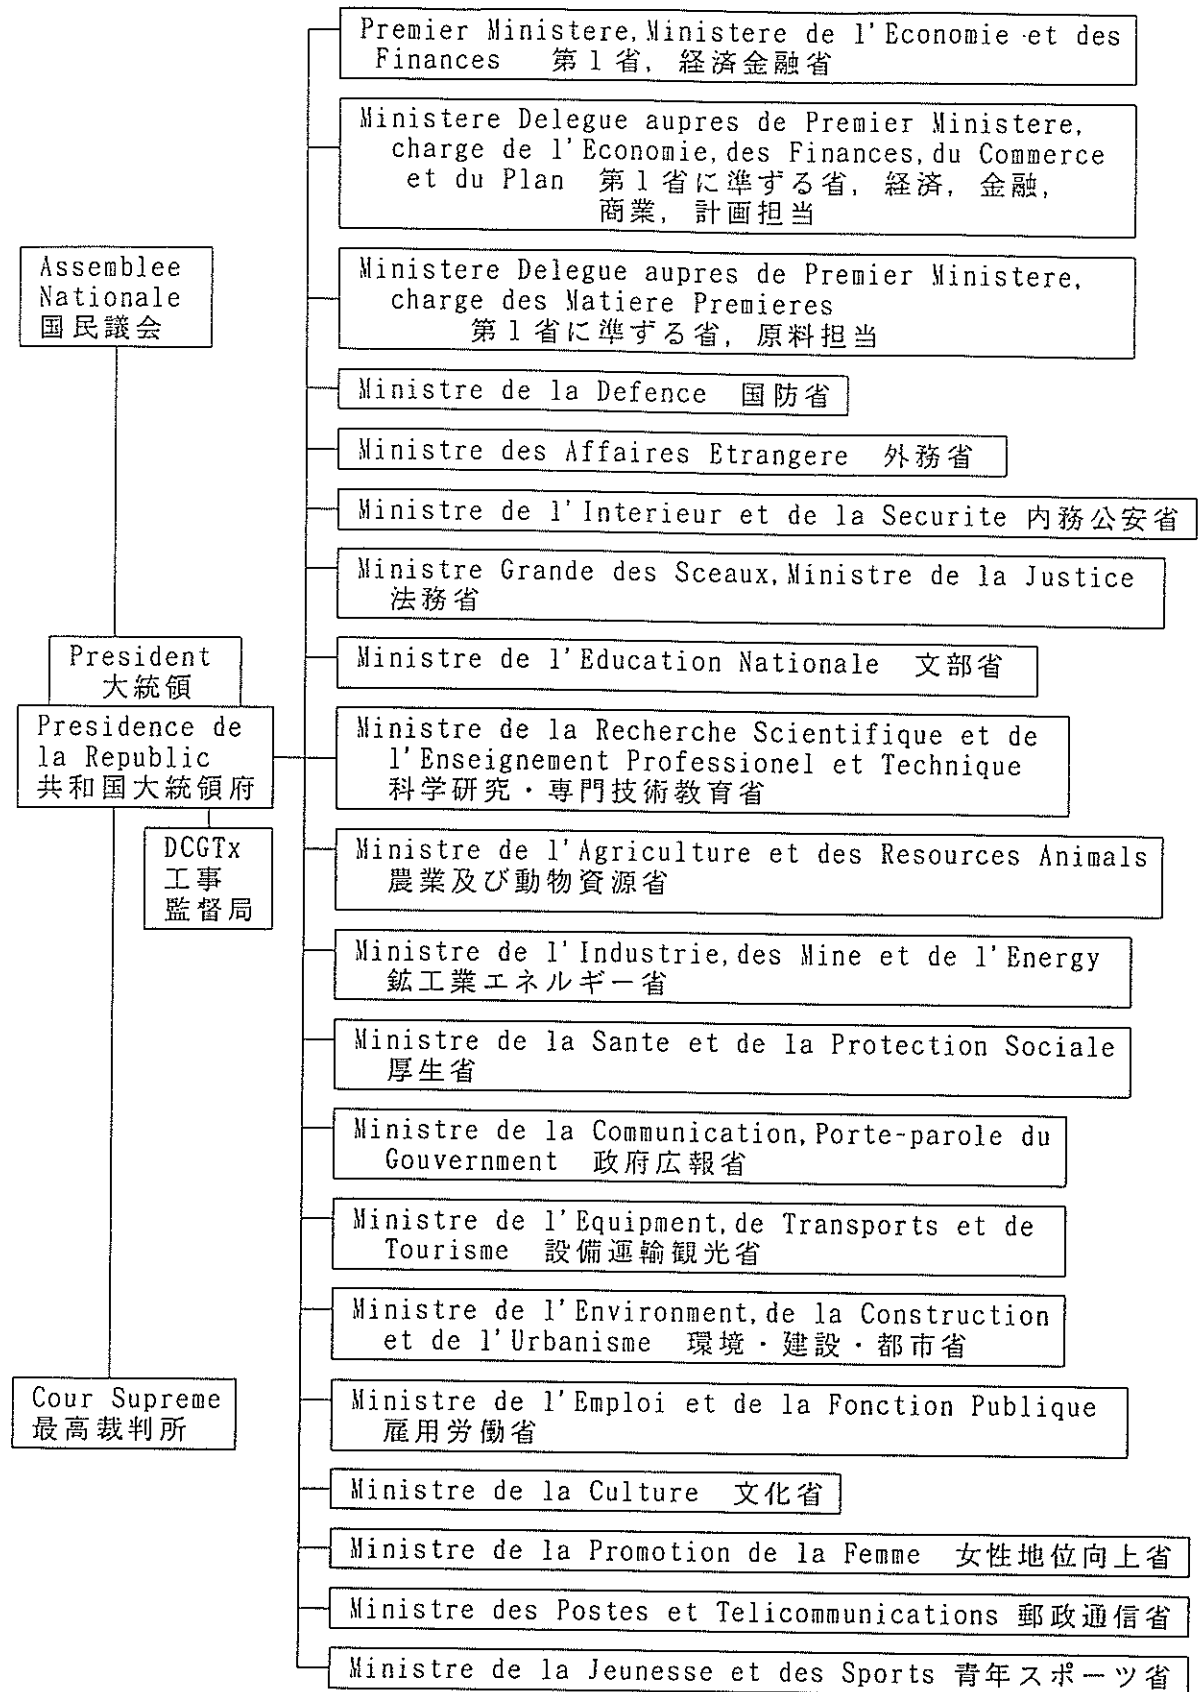 Assemblee
Nationale
国民議会
President
大統領
Presidence de
la Republic
共和国大統領府
DCGTx
工事
監督局
Cour Supreme
最高裁判所
Premier Ministere, Ministere de l'Economie et des
Finances 第1省, 経済金融省
Ministere Delegue aupres de Premier Ministere,
charge de l'Economie, des Finances, du Commerce
et du Plan 第1省に準ずる省, 経済, 金融,
商業, 計画担当
Ministere Delegue aupres de Premier Ministere,
charge des Matiere Premieres
第1省に準ずる省, 原料担当
Ministre de la Defence 国防省
Ministre des Affaires Etrangere 外務省
Ministre de l'Interieur et de la Securite 内務公安省
Ministre Grande des Sceaux, Ministre de la Justice
法務省
Ministre de l'Education Nationale 文部省
Ministre de la Recherche Scientifique et de
l'Enseignement Professionel et Technique
科学研究・専門技術教育省
Ministre de l'Agriculture et des Resources Animals
農業及び動物資源省
Ministre de l'Industrie, des Mine et de l'Energy
鉱工業エネルギー省
Ministre de la Sante et de la Protection Sociale
厚生省
Ministre de la Communication, Porte-parole du
Gouvernment 政府広報省
Ministre de l'Equipment, de Transports et de
Tourisme 設備運輸観光省
Ministre de l'Environment, de la Construction
et de l'Urbanisme 環境・建設・都市省
Ministre de l'Emploi et de la Fonction Publique
雇用労働省
Ministre de la Culture 文化省
Ministre de la Promotion de la Femme 女性地位向上省
Ministre des Postes et Telicommunications 郵政通信省
Ministre de la Jeunesse et des Sports 青年スポーツ省